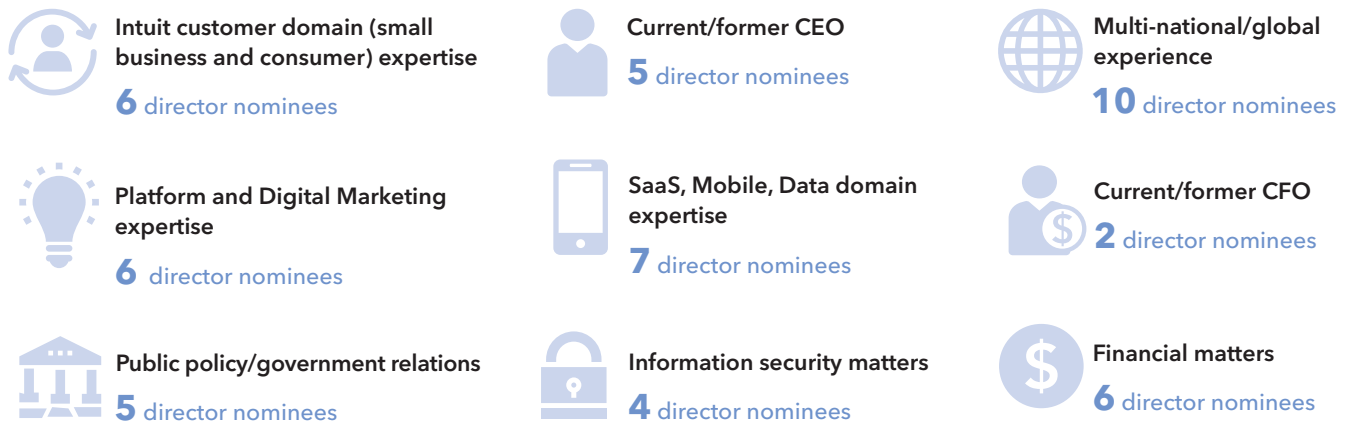 Intuit customer domain (small
business and consumer) expertise
6 director nominees
Current/former CEO
5 director nominees
Multi-national/global
experience
10 director nominees
Platform and Digital Marketing
expertise
6 director nominees
SaaS, Mobile, Data domain
expertise
7 director nominees
$
Current/former CFO
2 director nominees
Public policy/government relations
5 director nominees
Information security matters
4 director nominees
$
Financial matters
6 director nominees